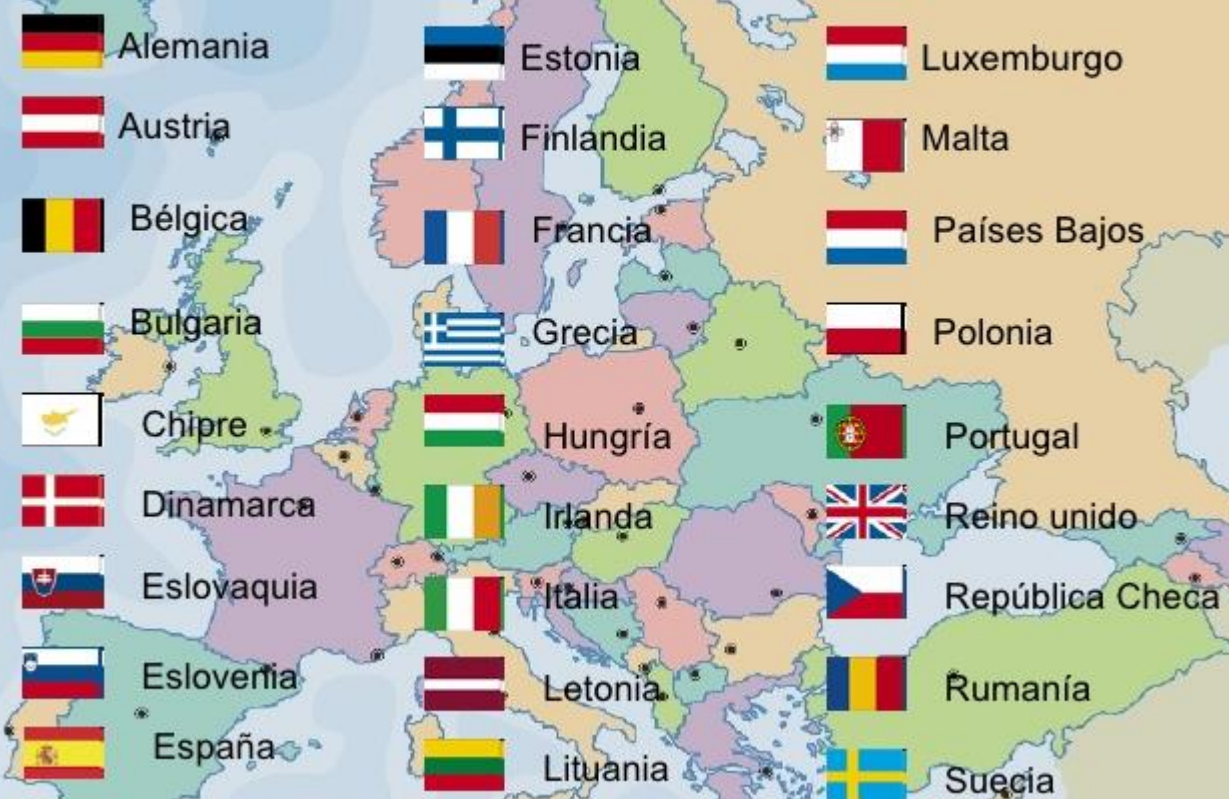 Alemania
Austria
Bélgica
Bulgaria
Chipre
Dinamarca
Eslovaquia
Eslovenia
España
Estonia
Finlandia
Francia
Grecia
Hungría
Irlanda
Italia
Letonia
Lituania
Luxemburgo
Malta
Países Bajos
Polonia
Portugal
Reino unido
República Checa
Rumanía
Suecia